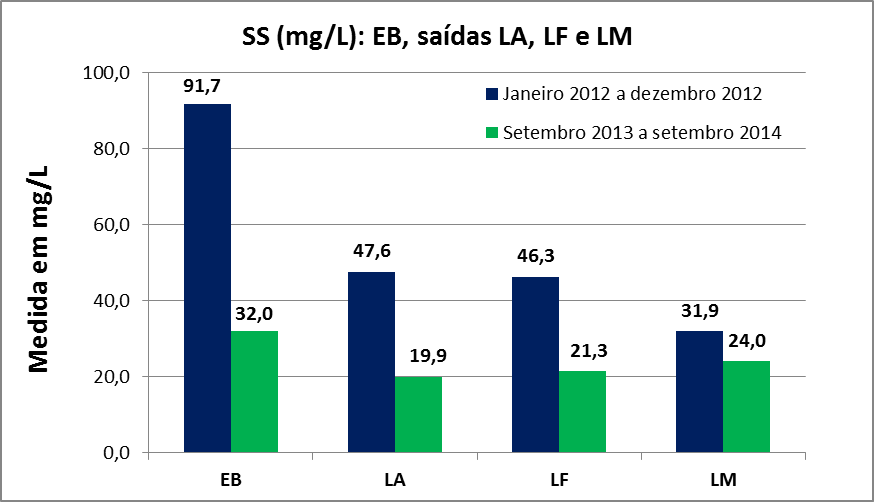 SS (mg/L): EB, saídas LA, LF e LM
Medida em mg/L
100,0
80,0
60,0
40,0
20,0
0,0
Janeiro 2012 a dezembro 2012
Setembro 2013 a setembro 2014
91,7
32,0
47,6
19,9
46,3
21,3
31,9
24,0
EB LA LF LM